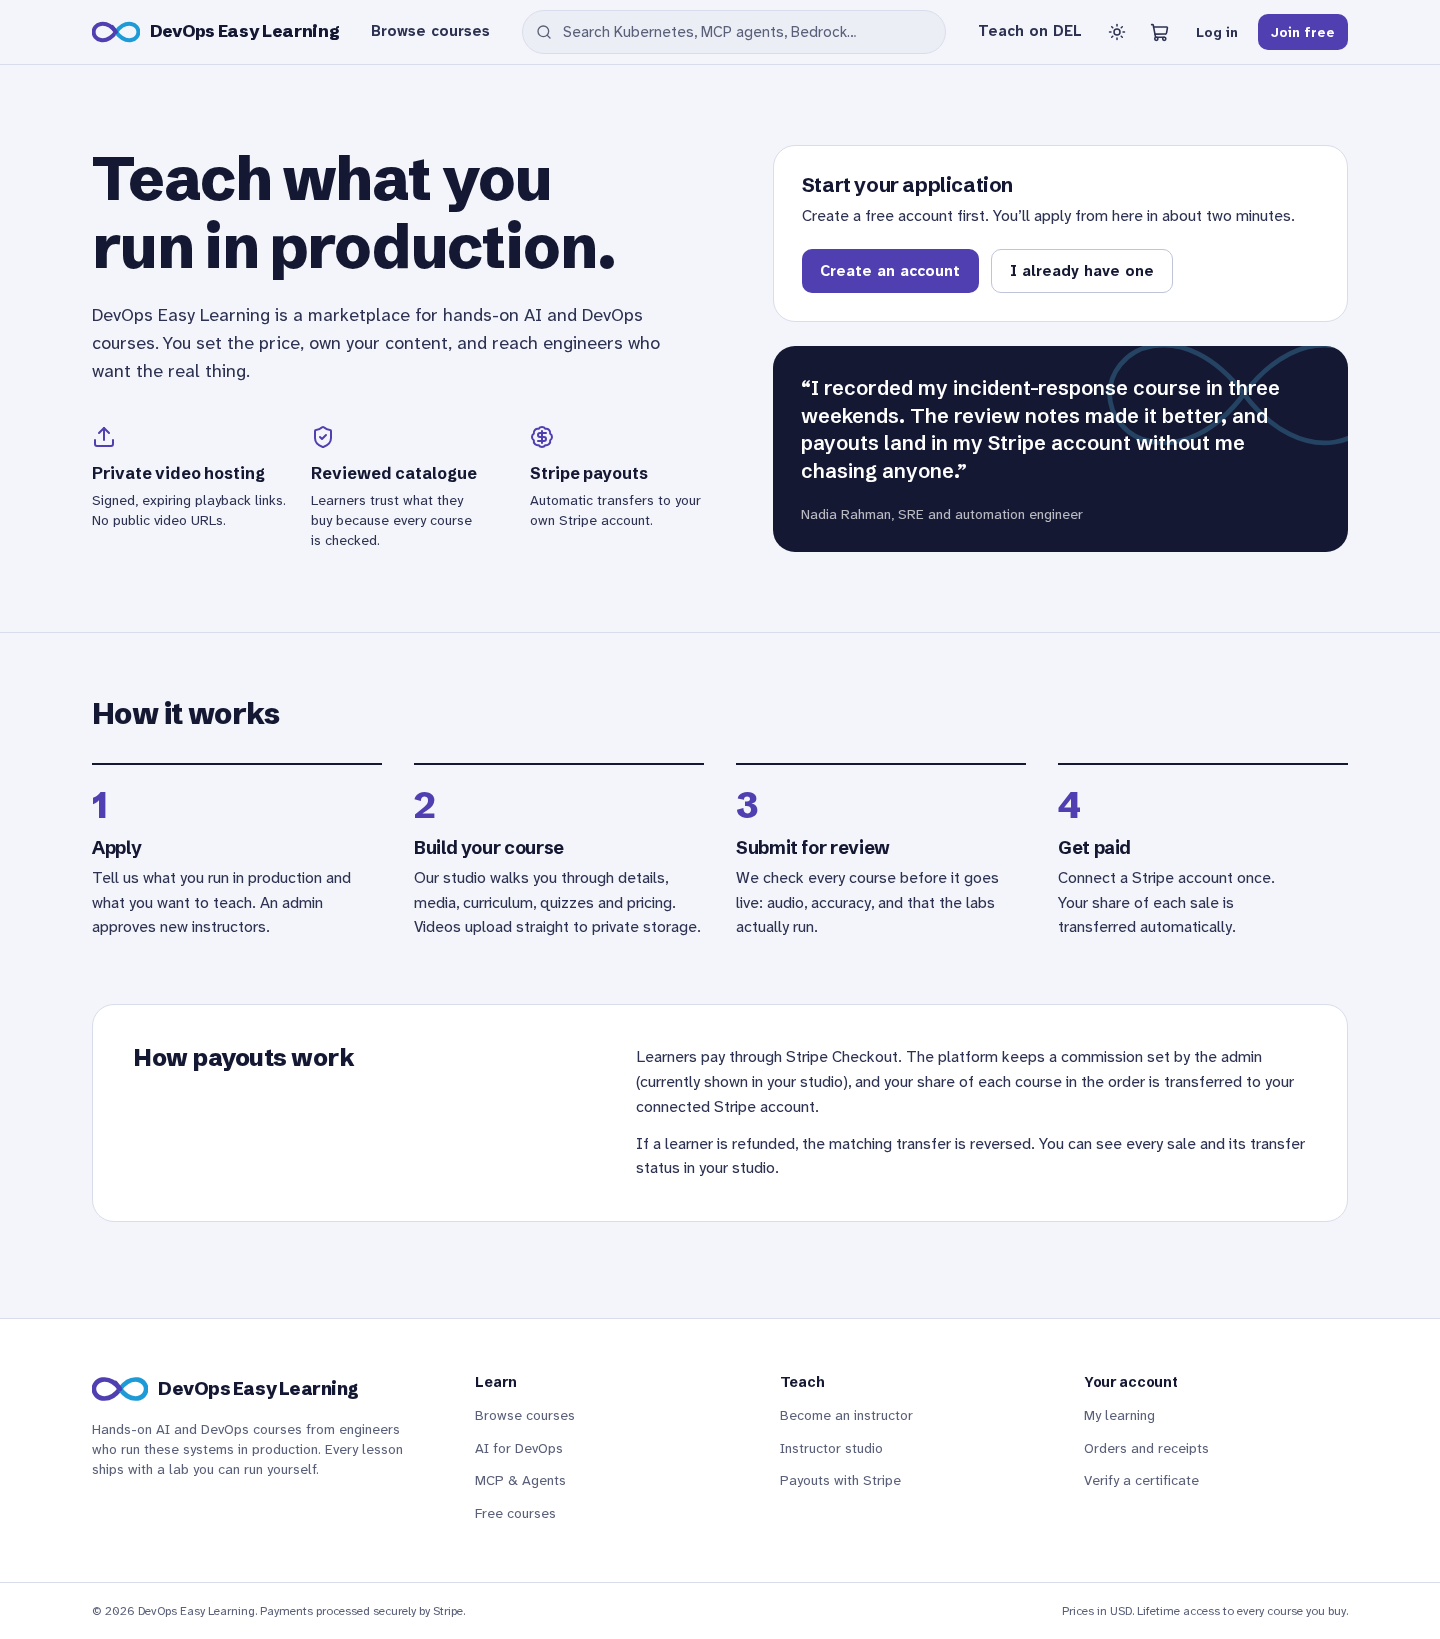 DevOps Easy Learning
Browse courses
Search Kubernetes, MCP agents, Bedrock...
Teach on DEL
Log in
Join free
Teach what you
run in production.
DevOps Easy Learning is a marketplace for hands-on AI and DevOps
courses. You set the price, own your content, and reach engineers who
want the real thing.
Private video hosting
Signed, expiring playback links.
No public video URLs.
Reviewed catalogue
Learners trust what they
buy because every course
is checked.
Stripe payouts
Automatic transfers to your
own Stripe account.
Start your application
Create a free account first. You’ll apply from here in about two minutes.
Create an account
I already have one
“I recorded my incident-response course in three
weekends. The review notes made it better, and
payouts land in my Stripe account without me
chasing anyone.”
Nadia Rahman, SRE and automation engineer
How it works
1
Apply
Tell us what you run in production and
what you want to teach. An admin
approves new instructors.
2
Build your course
Our studio walks you through details,
media, curriculum, quizzes and pricing.
Videos upload straight to private storage.
3
Submit for review
We check every course before it goes
live: audio, accuracy, and that the labs
actually run.
4
Get paid
Connect a Stripe account once.
Your share of each sale is
transferred automatically.
How payouts work
Learners pay through Stripe Checkout. The platform keeps a commission set by the admin
(currently shown in your studio), and your share of each course in the order is transferred to your
connected Stripe account.
If a learner is refunded, the matching transfer is reversed. You can see every sale and its transfer
status in your studio.
DevOps Easy Learning
Hands-on AI and DevOps courses from engineers
who run these systems in production. Every lesson
ships with a lab you can run yourself.
Learn
Browse courses
AI for DevOps
MCP & Agents
Free courses
Teach
Become an instructor
Instructor studio
Payouts with Stripe
Your account
My learning
Orders and receipts
Verify a certificate
© 2026 DevOps Easy Learning. Payments processed securely by Stripe.
Prices in USD. Lifetime access to every course you buy.